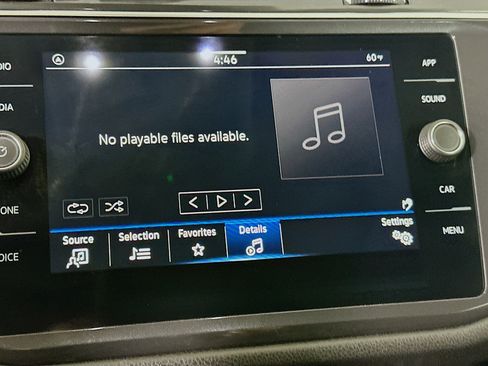 4:46
60°F
DIO
APP
DIA
SOUND
No playable files available.
ONE
CAR
OICE
Settings
MENU
Source
Selection
Favorites
Details